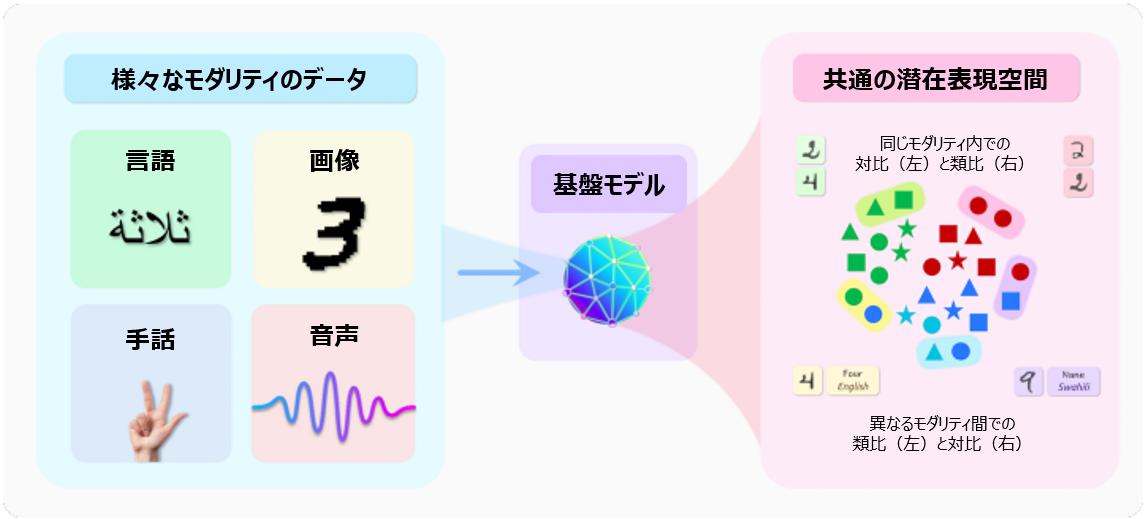 様々なモダリティのデータ
言語
ثلاثة
画像
3
手話
音声
基盤モデル
共通の潜在表現空間
同じモダリティ内での
対比（左）と類比（右）
2
4
2
2
4
Four
English
9
Nane
Swahili
異なるモダリティ間での
類比（左）と対比（右）